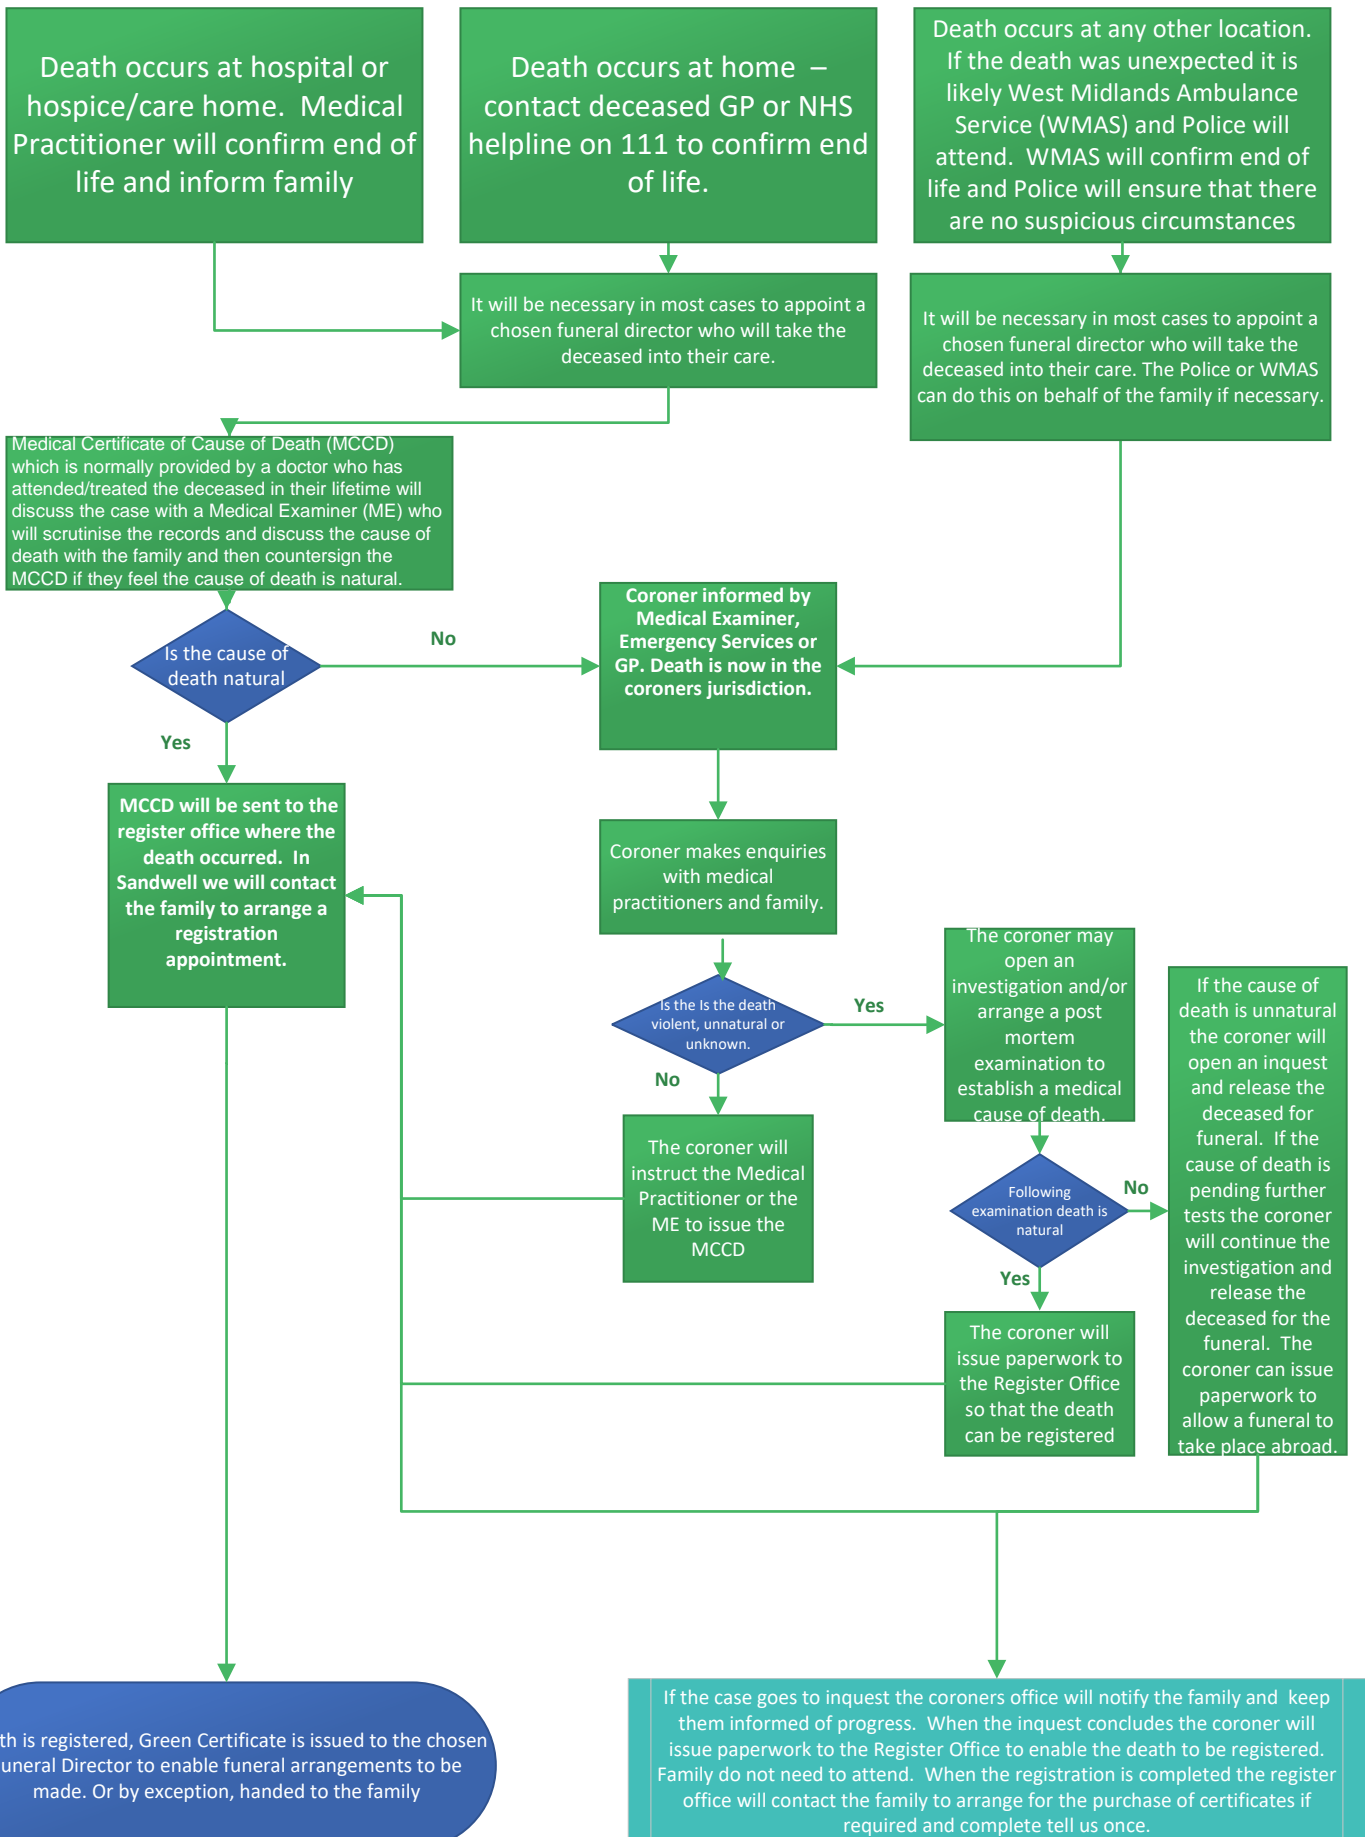 Death occurs at hospital or
hospice/care home.  Medical
Practitioner will confirm end of
life and inform family
Death occurs at home  –
contact deceased GP or NHS
helpline on 111 to confirm end
of life.
Death occurs at any other location.
If the death was unexpected it is
likely West Midlands Ambulance
Service (WMAS) and Police will
attend.  WMAS will confirm end of
life and Police will ensure that there
are no suspicious circumstances
It will be necessary in most cases to appoint a
chosen funeral director who will take the
deceased into their care.
It will be necessary in most cases to appoint a
chosen funeral director who will take the
deceased into their care. The Police or WMAS
can do this on behalf of the family if necessary.
Medical Certificate of Cause of Death (MCCD)
which is normally provided by a doctor who has
attended/treated the deceased in their lifetime will
discuss the case with a Medical Examiner (ME) who
will scrutinise the records and discuss the cause of
death with the family and then countersign the
MCCD if they feel the cause of death is natural.
Is the cause of
death natural
No
Yes
Coroner informed by
Medical Examiner,
Emergency Services or
GP. Death is now in the
coroners jurisdiction.
MCCD will be sent to the
register office where the
death occurred.  In
Sandwell we will contact
the family to arrange a
registration
appointment.
Coroner makes enquiries
with medical
practitioners and family.
Is the Is the death
violent, unnatural or
unknown.
Yes
No
The coroner may
open an
investigation and/or
arrange a post
mortem
examination to
establish a medical
cause of death.
If the cause of
death is unnatural
the coroner will
open an inquest
and release the
deceased for
funeral.  If the
cause of death is
pending further
tests the coroner
will continue the
investigation and
release the
deceased for the
funeral.  The
coroner can issue
paperwork to
allow a funeral to
take place abroad.
The coroner will
instruct the Medical
Practitioner or the
ME to issue the
MCCD
Following
examination death is
natural
No
Yes
The coroner will
issue paperwork to
the Register Office
so that the death
can be registered
th is registered, Green Certificate is issued to the chosen
uneral Director to enable funeral arrangements to be
made. Or by exception, handed to the family
If the case goes to inquest the coroners office will notify the family and  keep
them informed of progress.  When the inquest concludes the coroner will
issue paperwork to the Register Office to enable the death to be registered.
Family do not need to attend.  When the registration is completed the register
office will contact the family to arrange for the purchase of certificates if
required and complete tell us once.